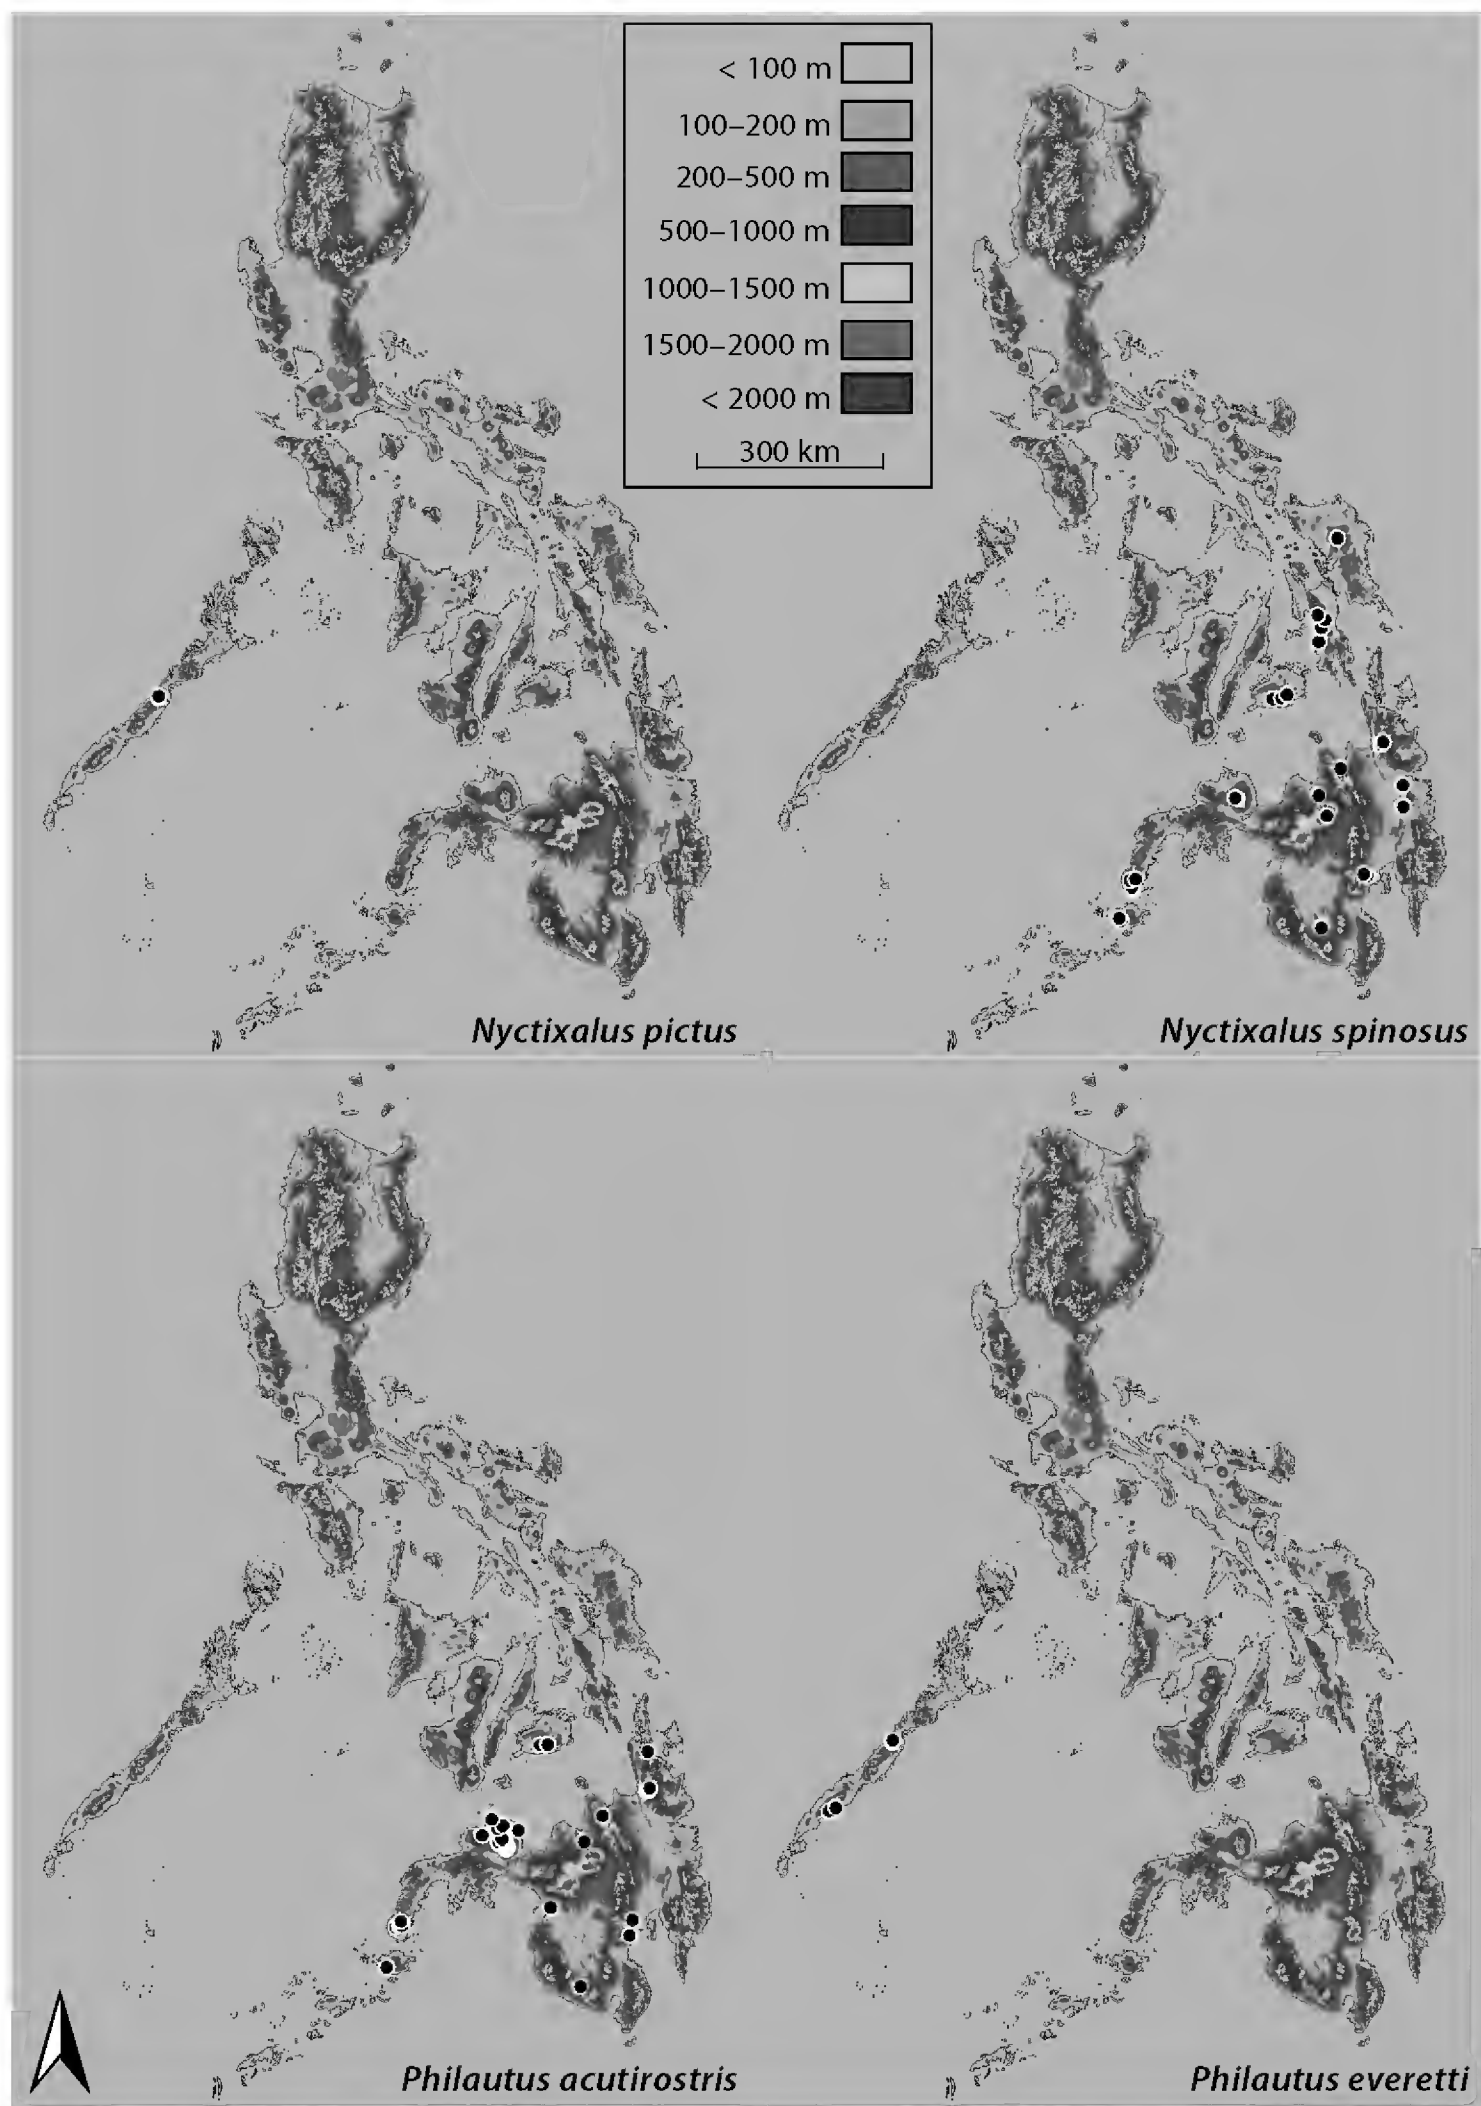 < 100 m
100–200 m
200–500 m
500–1000 m
1000–1500 m
1500–2000 m
< 2000 m
300 km
Nyctixalus pictus
Nyctixalus spinosus
Philautus acutirostris
Philautus everetti